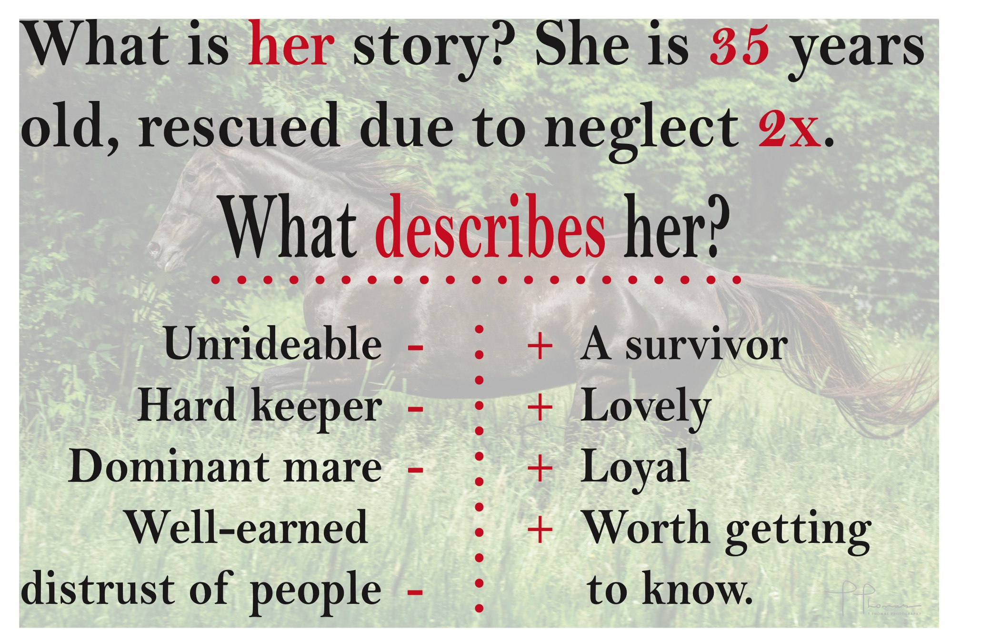 What is her story? She is 35 years
old, rescued due to neglect 2x.
What describes her?
Unrideable -
Hard keeper -
Dominant mare -
Well-earned
distrust of people -
+ A survivor
+ Lovely
+ Loyal
+ Worth getting
to know.
T Thomas
T THOMAS PHOTOGRAPHY